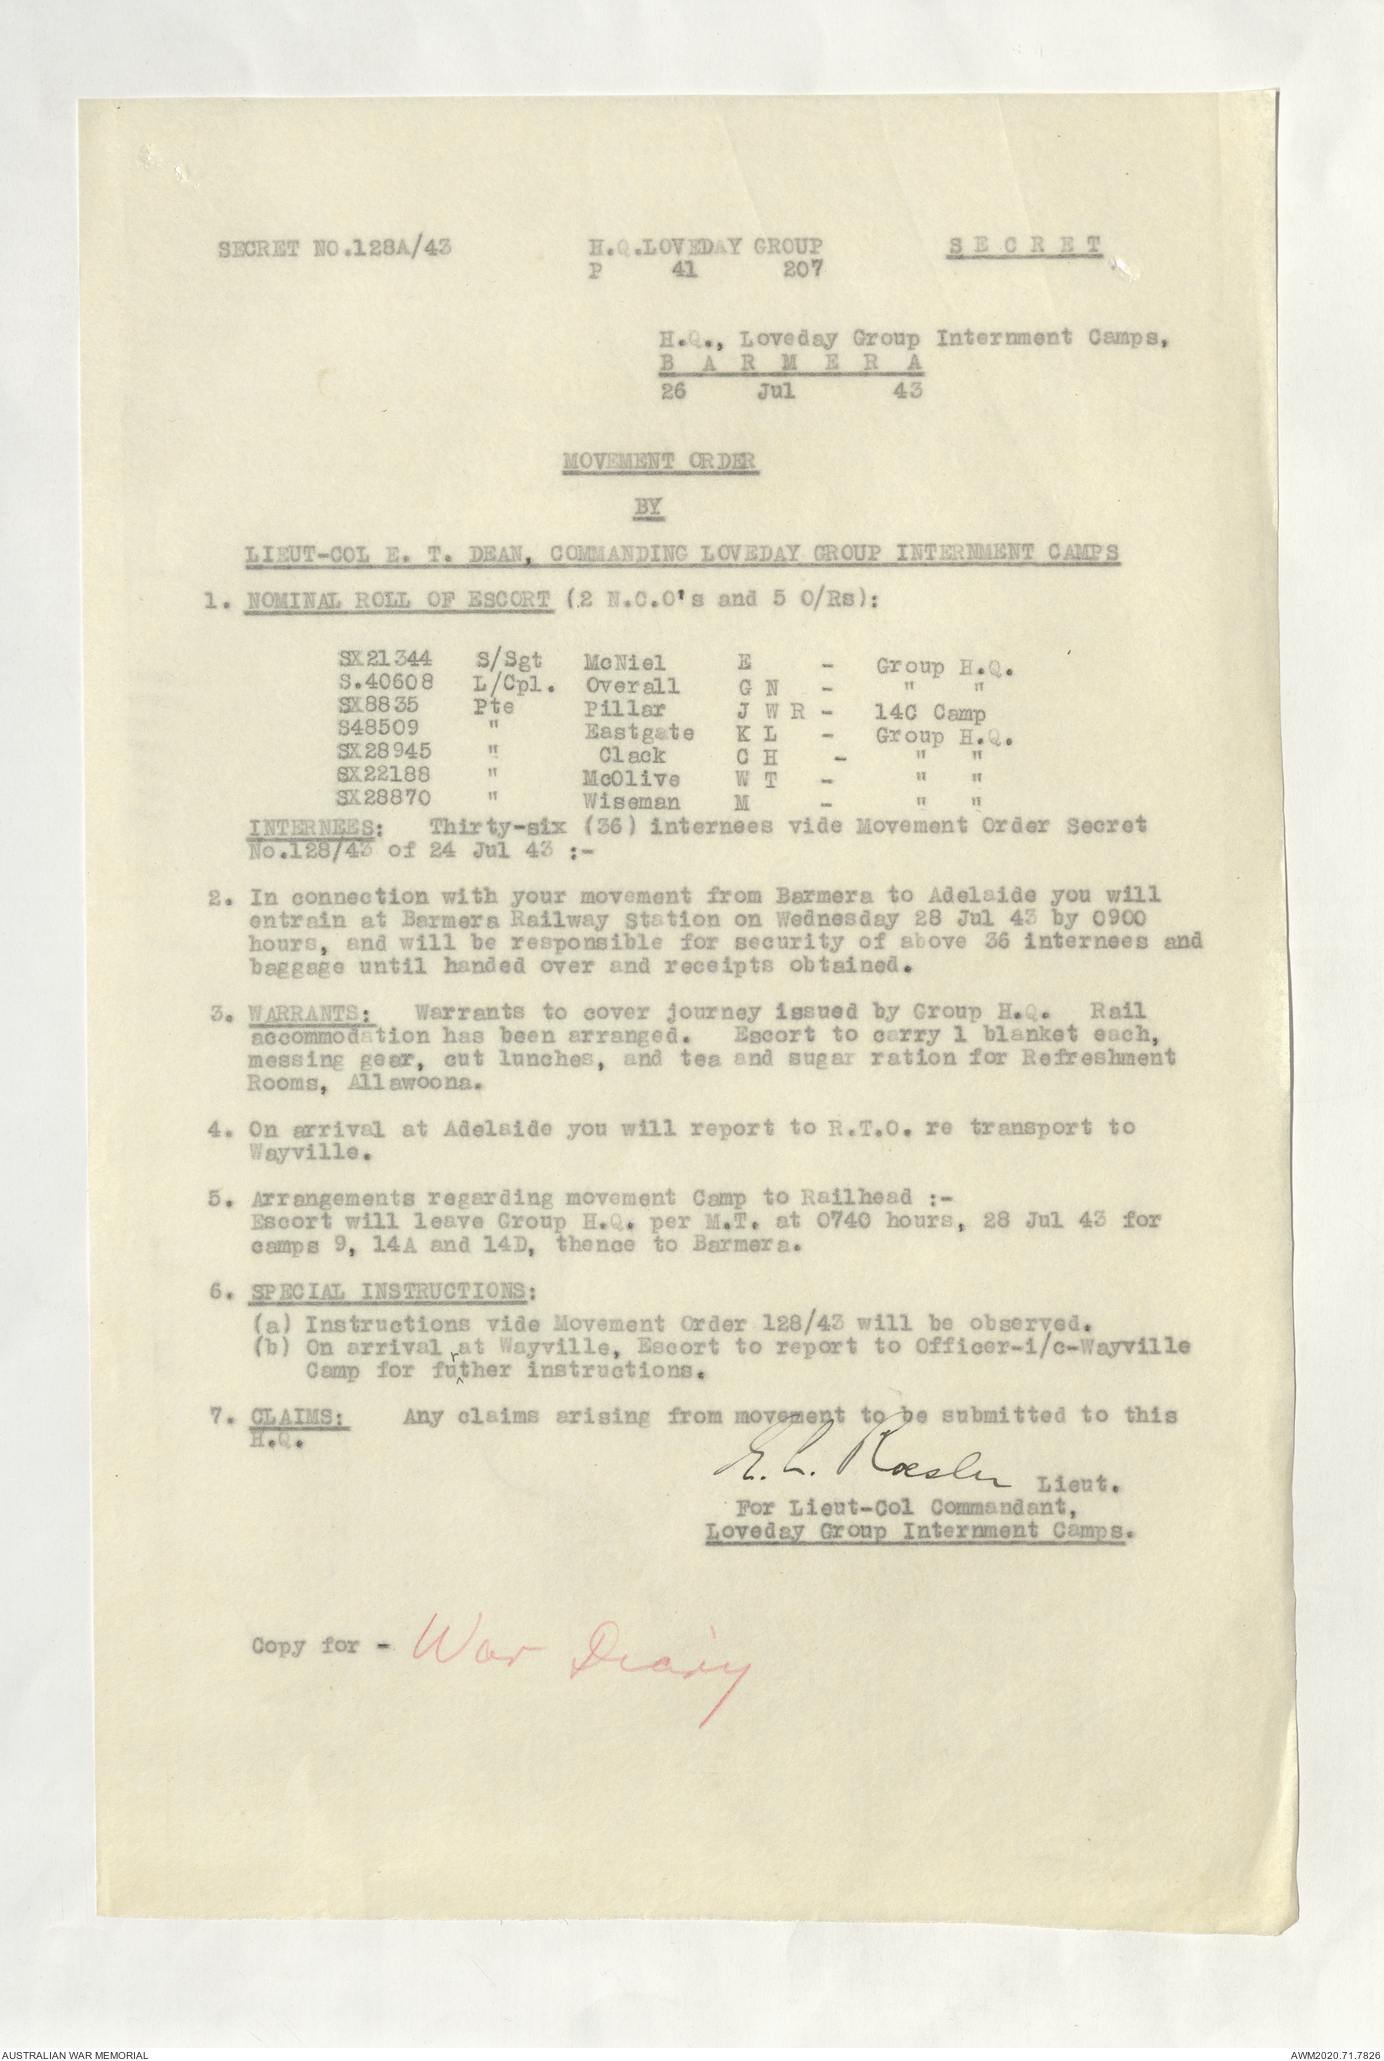 SECRET NO.128A/43 H.Q.LOVEDAY GROUP S E C R E T
P 41 207
H.Q., Loveday Group Internment Camps,
B A R M E R A
26 Jul 43
MOVEMENT ORDER
BY
LIEUT-COL E. T. DEAN, COMMANDING LOVEDAY GROUP INTERNMENT CAMPS
1. NOMINAL ROLL OF ESCORT (2 N.C.O's and 5 O/Rs):
SX21344 S/Sgt McNiel E - Group H.Q.
S.40608 L/Cpl. Overall G N - " "
SX8835 Pte Pillar J W R - 14C Camp
S48509 " Eastgate K L - Group H.Q.
SX28945 " Clack C H - " "
SX22188 " McOlive W T - " "
SX28870 " Wiseman M - " "
INTERNEES: Thirty-six (36) internees vide Movement Order Secret
No.128/43 of 24 Jul 43 :-
2. In connection with your movement from Barmera to Adelaide you will
entrain at Barmera Railway Station on Wednesday 28 Jul 43 by 0900
hours, and will be responsible for security of above 36 internees and
baggage until handed over and receipts obtained.
3. WARRANTS: Warrants to cover journey issued by Group H.Q. Rail
accommodation has been arranged. Escort to carry 1 blanket each,
messing gear, cut lunches, and tea and sugar ration for Refreshment
Rooms, Allawoona.
4. On arrival at Adelaide you will report to R.T.O. re transport to
Wayville.
5. Arrangements regarding movement Camp to Railhead :-
Escort will leave Group H.Q. per M.T. at 0740 hours, 28 Jul 43 for
camps 9, 14A and 14D, thence to Barmera.
6. SPECIAL INSTRUCTIONS:
(a) Instructions vide Movement Order 128/43 will be observed.
(b) On arrival at Wayville, Escort to report to Officer-i/c-Wayville
Camp for further instructions.
7. CLAIMS: Any claims arising from movement to be submitted to this
H.Q.
E. L. Roesler Lieut.
For Lieut-Col Commandant,
Loveday Group Internment Camps.
Copy for - War Diary
AUSTRALIAN WAR MEMORIAL AWM2020.71.7826